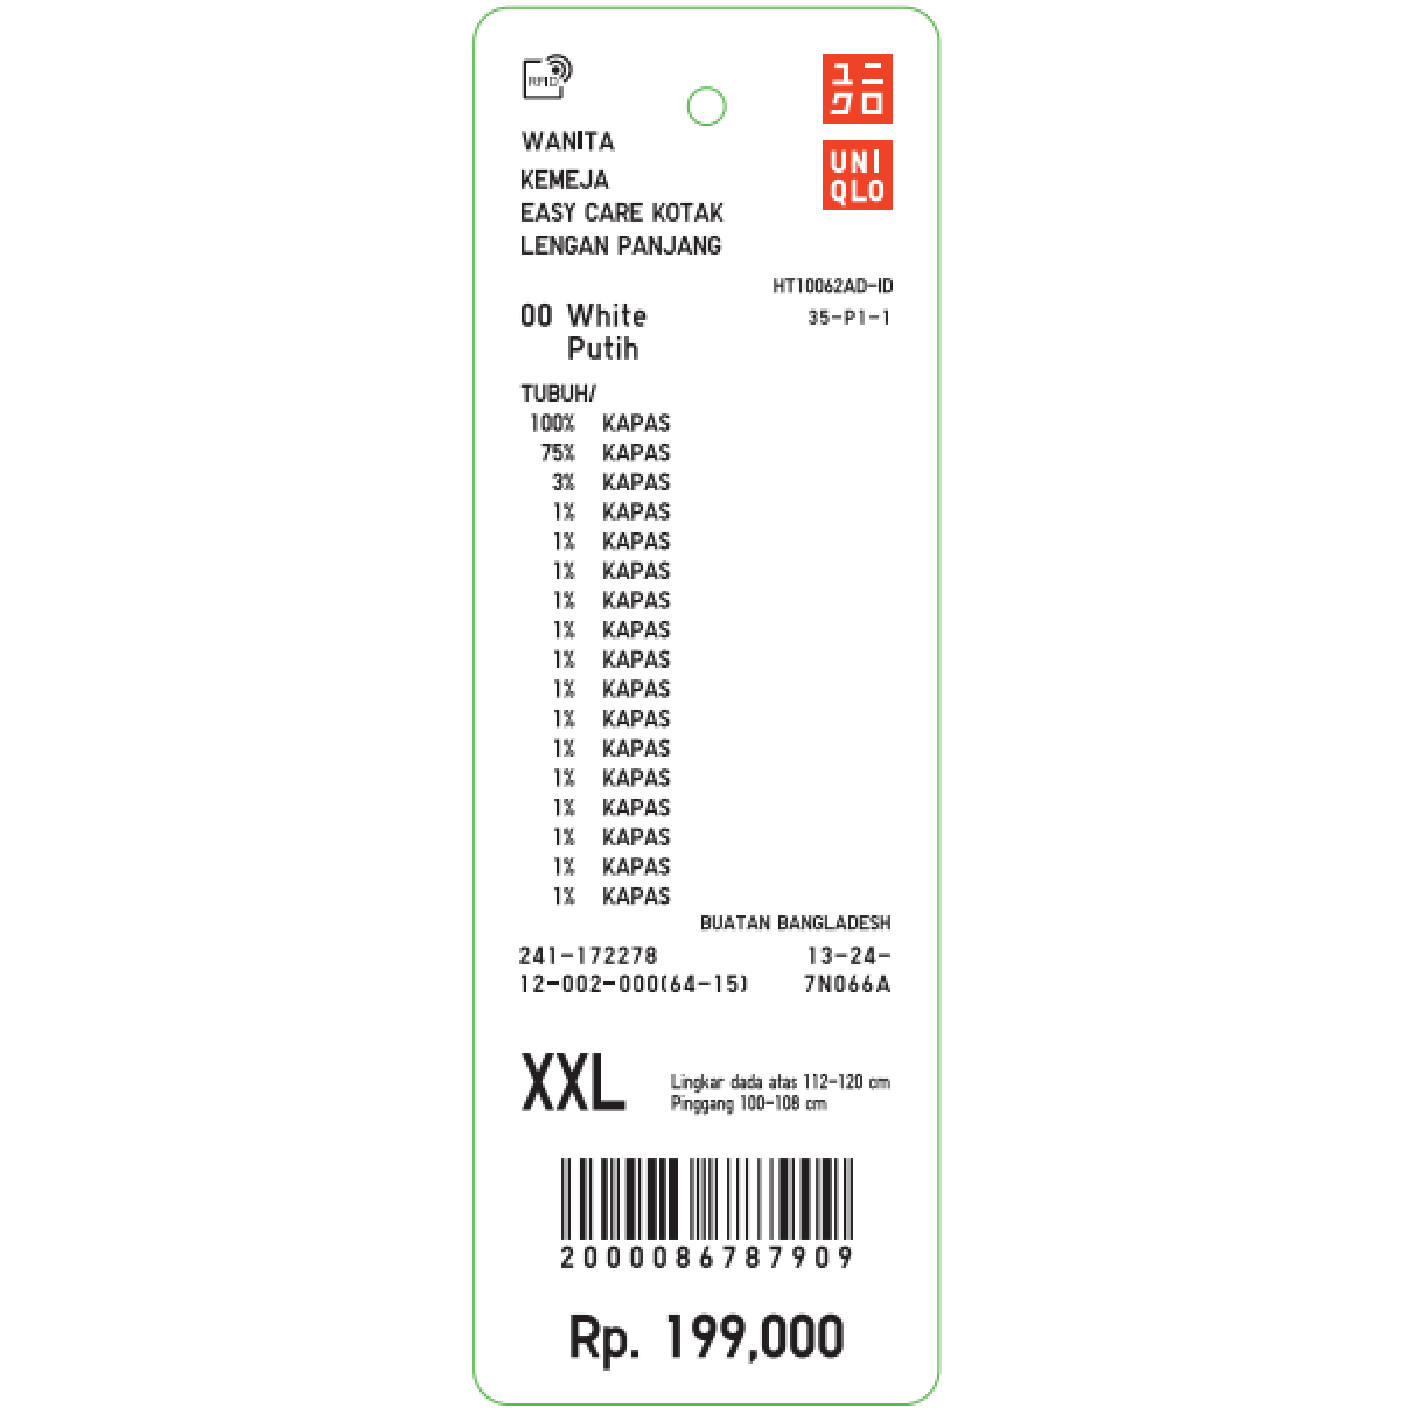 RFID
ユニ
クロ
UNI
QLO
WANITA
KEMEJA
EASY CARE KOTAK
LENGAN PANJANG
HT10062AD-ID
00 White
35-P1-1
Putih
TUBUH/
100% KAPAS
75% KAPAS
3% KAPAS
1% KAPAS
1% KAPAS
1% KAPAS
1% KAPAS
1% KAPAS
1% KAPAS
1% KAPAS
1% KAPAS
1% KAPAS
1% KAPAS
1% KAPAS
1% KAPAS
1% KAPAS
1% KAPAS
BUATAN BANGLADESH
241-172278 13-24-
12-002-000(64-15) 7N066A
XXL
Lingkar dada atas 112-120 cm
Pinggang 100-108 cm
2000086787909
Rp. 199,000